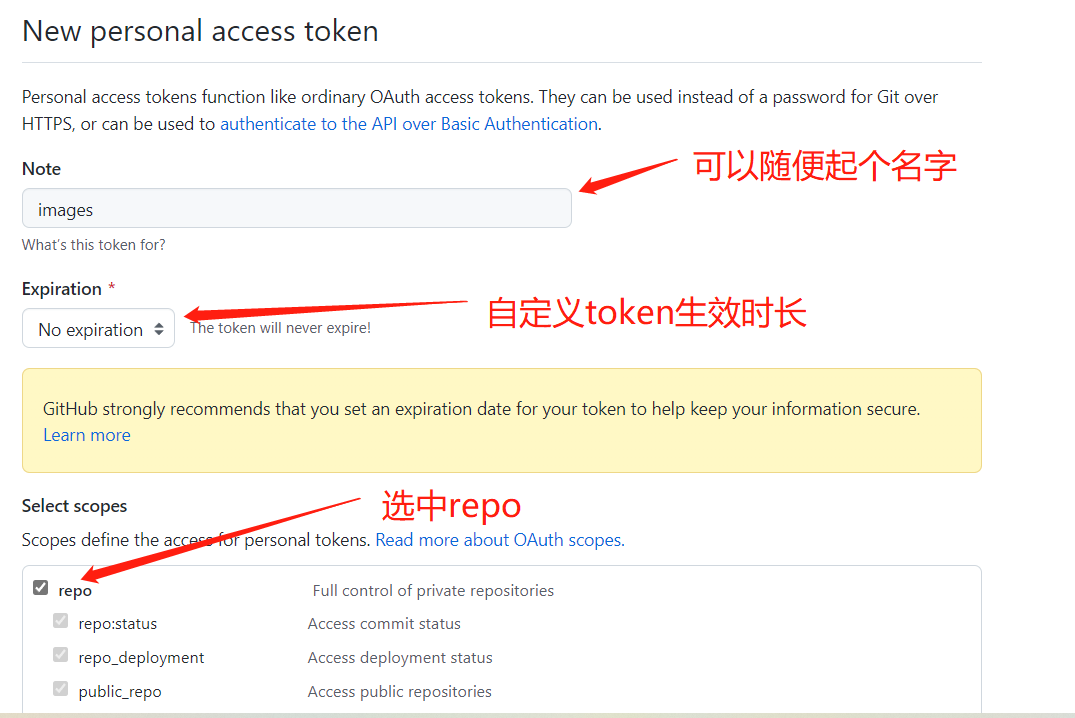 New personal access token
Personal access tokens function like ordinary OAuth access tokens. They can be used instead of a password for Git over
HTTPS, or can be used to authenticate to the API over Basic Authentication.
Note
可以随便起个名字
images
What's this token for?
Expiration *
自定义token生效时长
No expiration
The token will never expire!
GitHub strongly recommends that you set an expiration date for your token to help keep your information secure.
Learn more
Select scopes
选中repo
Scopes define the access for personal tokens. Read more about OAuth scopes.
repo Full control of private repositories
repo:status Access commit status
repo_deployment Access deployment status
public_repo Access public repositories